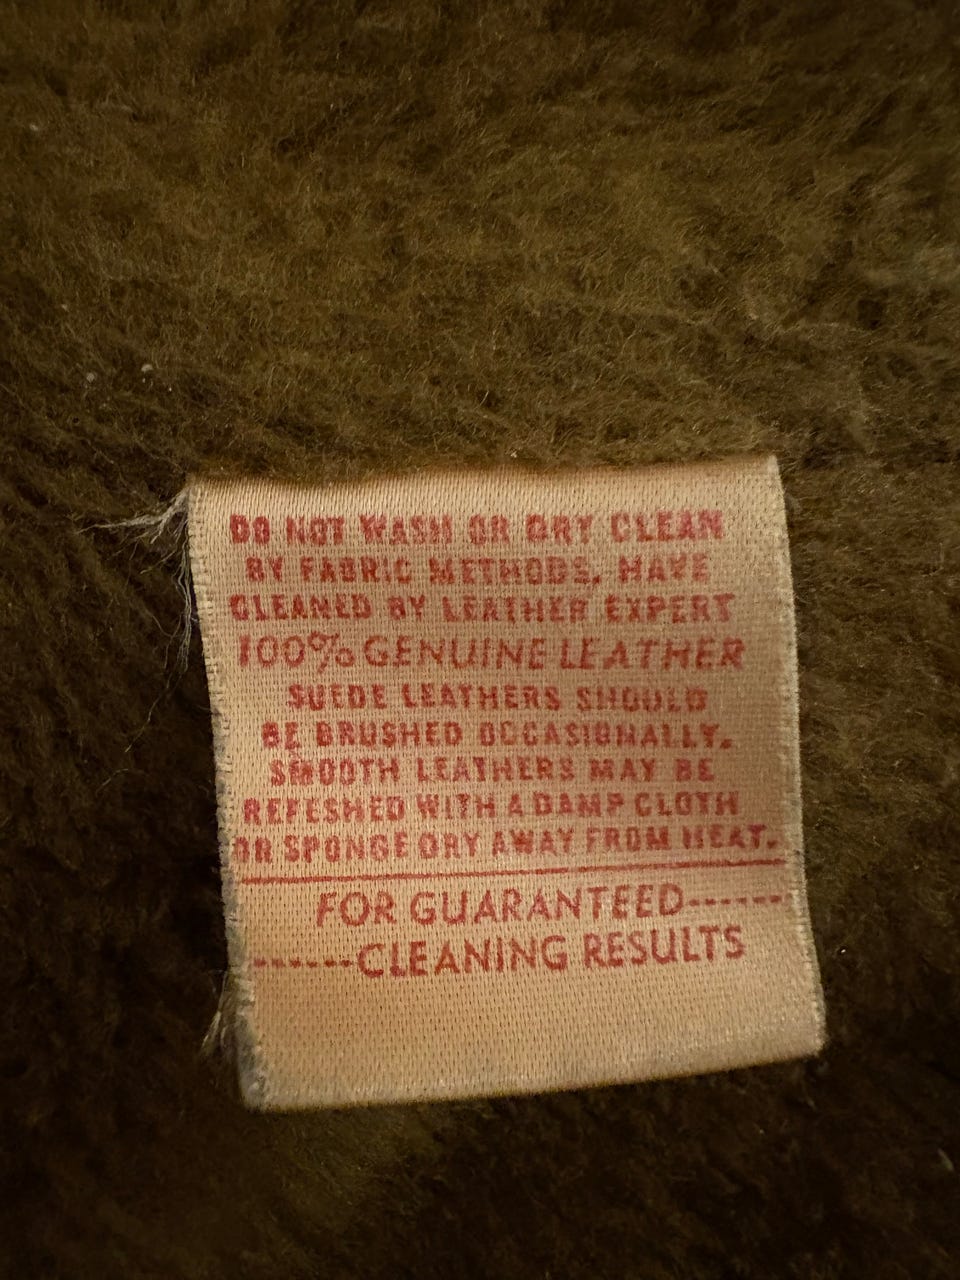 DO NOT WASH OR DRY CLEAN
BY FABRIC METHODS, HAVE
CLEANED BY LEATHER EXPERT
100% GENUINE LEATHER
SUEDE LEATHERS SHOULD
BE BRUSHED OCCASIONALLY.
SMOOTH LEATHERS MAY BE
REFESHED WITH A DAMP CLOTH
OR SPONGE DRY AWAY FROM HEAT.
FOR GUARANTEED------
------CLEANING RESULTS